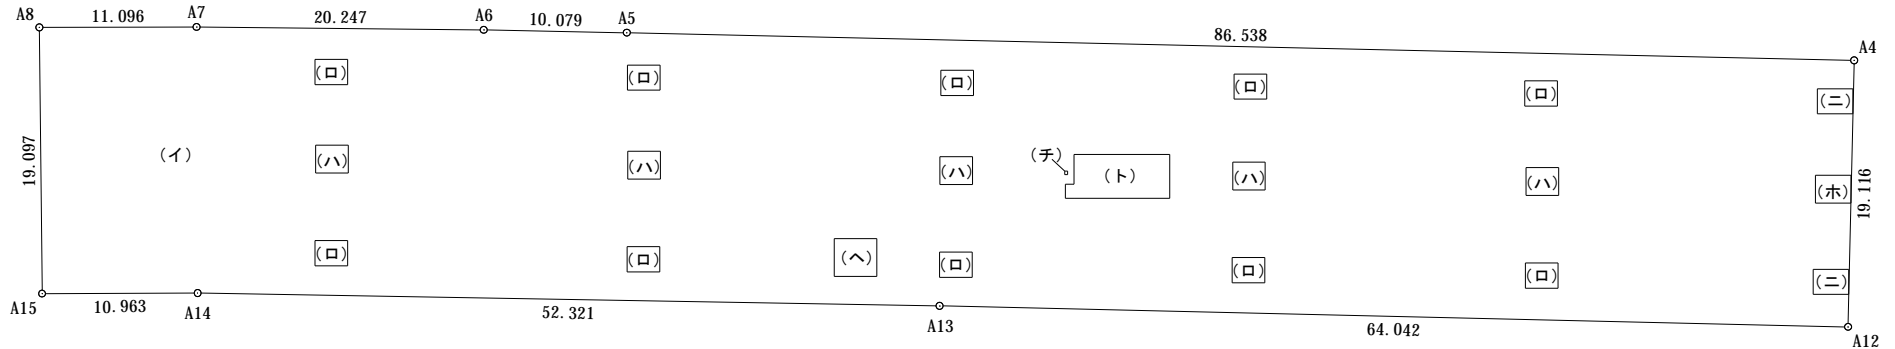 A8 11.096 A7 20.247 A6 10.079 A5 86.538 A4
(ロ) (ロ) (ロ) (ロ) (ロ) (ニ)
19.097 (イ) (ハ) (ハ) (ハ) (チ) (ト) (ハ) (ハ) (ホ) 19.116
(ロ) (ロ) (ヘ) (ロ) (ロ) (ロ) (ニ)
A15 10.963 A14 52.321 A13 64.042 A12